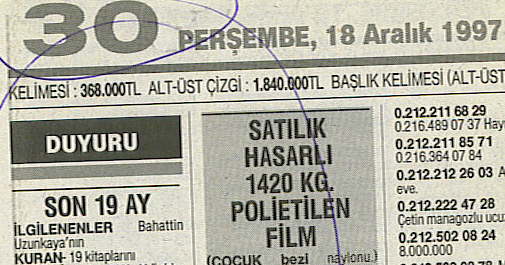 30 PERŞEMBE, 18 Aralık 1997
KELİMESİ : 368.000TL ALT-ÜST ÇİZGİ : 1.840.000TL BAŞLIK KELİMESİ (ALT-ÜST
DUYURU
SON 19 AY
İLGİLENENLER Bahattin
Uzunkaya'nın
KURAN- 19 kitaplarını
SATILIK
HASARLI
1420 KG.
POLİETİLEN
FİLM
(ÇOCUK bezi naylonu.)
0.212.211 68 29
0.216.489 07 37
0.212.211 85 71
0.216.364 07 84
0.212.212 26 03
eve.
0.212.222 47 28
Çetin managozlu
0.212.502 08 24
8.000.000